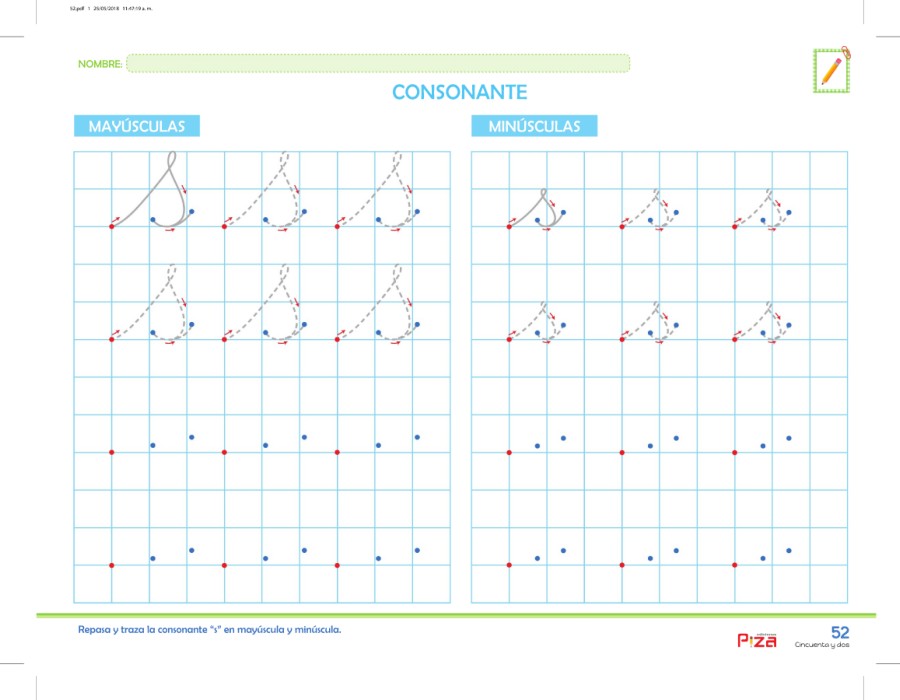 52.pdf 1 29/05/2018 11:47:19 a. m.
NOMBRE:
CONSONANTE
MAYÚSCULAS
MINÚSCULAS
Repasa y traza la consonante "s" en mayúscula y minúscula.
Piza
52
Cincuenta y dos